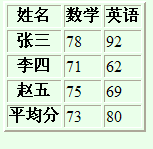 姓名 数学 英语
张三 78 92
李四 71 62
赵五 75 69
平均分 73 80